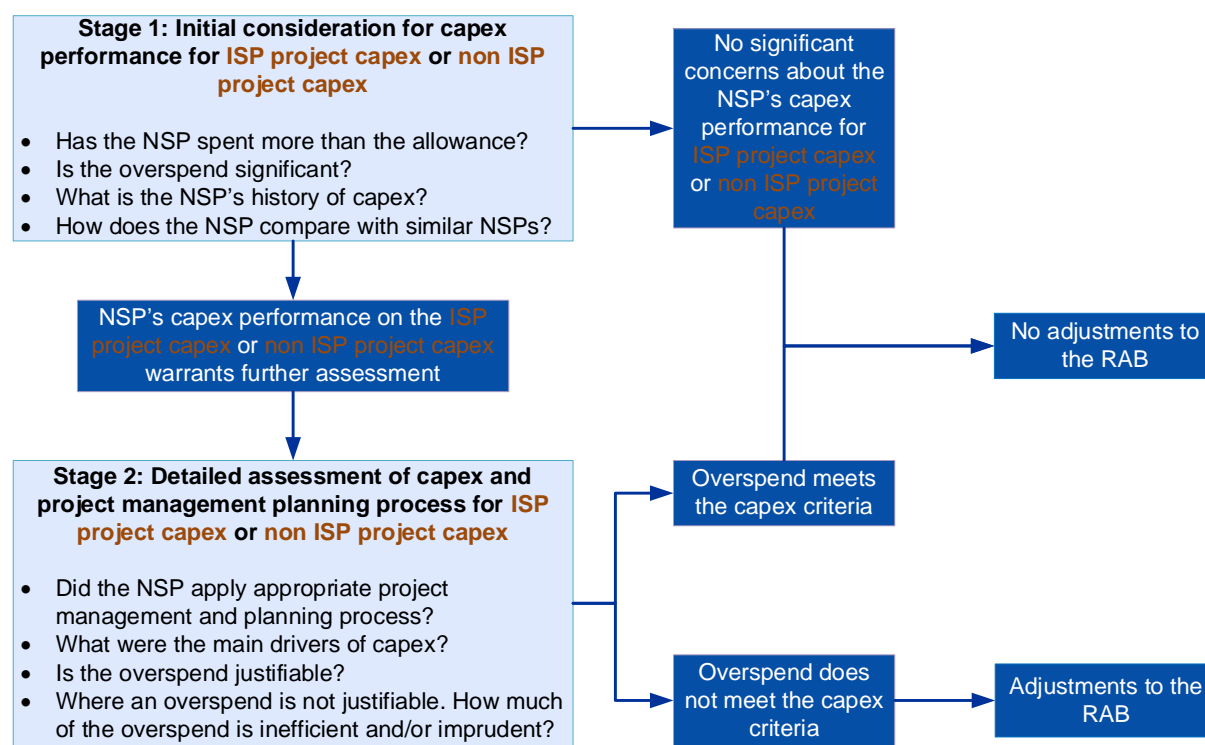 Stage 1: Initial consideration for capex
performance for ISP project capex or non ISP
project capex
• Has the NSP spent more than the allowance?
• Is the overspend significant?
• What is the NSP’s history of capex?
• How does the NSP compare with similar NSPs?
No significant
concerns about the
NSP’s capex
performance for
ISP project capex
or non ISP project
capex
NSP’s capex performance on the ISP
project capex or non ISP project capex
warrants further assessment
No adjustments to
the RAB
Stage 2: Detailed assessment of capex and
project management planning process for ISP
project capex or non ISP project capex
• Did the NSP apply appropriate project
management and planning process?
• What were the main drivers of capex?
• Is the overspend justifiable?
• Where an overspend is not justifiable. How much
of the overspend is inefficient and/or imprudent?
Overspend meets
the capex criteria
Overspend does
not meet the capex
criteria
Adjustments to the
RAB